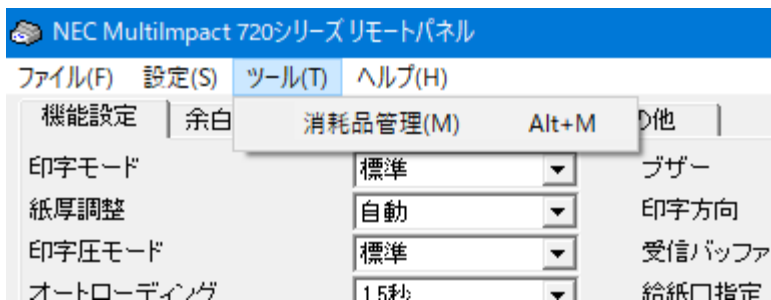 NEC MultiImpact 720シリーズ リモートパネル
ファイル(F) 設定(S) ツール(T) ヘルプ(H)
機能設定 余白 の他
消耗品管理(M) Alt+M
印字モード 標準 ブザー
紙厚調整 自動 印字方向
印字圧モード 標準 受信バッファ
オートローディング 1.5秒 給紙口指定